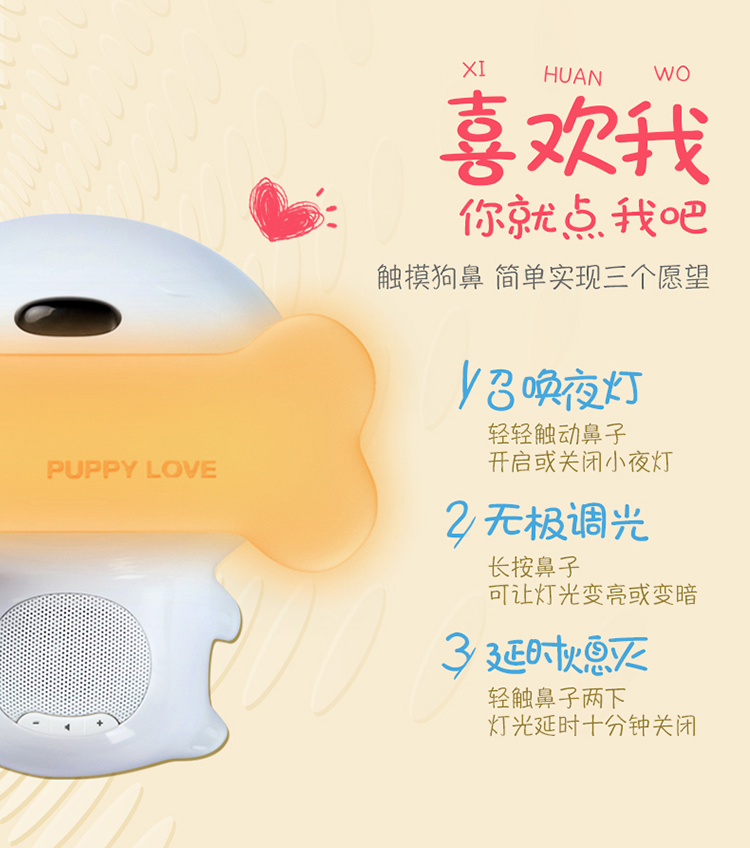 XI HUAN WO
喜欢我
你就点我吧
触摸狗鼻 简单实现三个愿望
1/召唤夜灯
轻轻触动鼻子
开启或关闭小夜灯
2/无极调光
长按鼻子
可让灯光变亮或变暗
3/延时熄灭
轻触鼻子两下
灯光延时十分钟关闭
PUPPY LOVE
- +